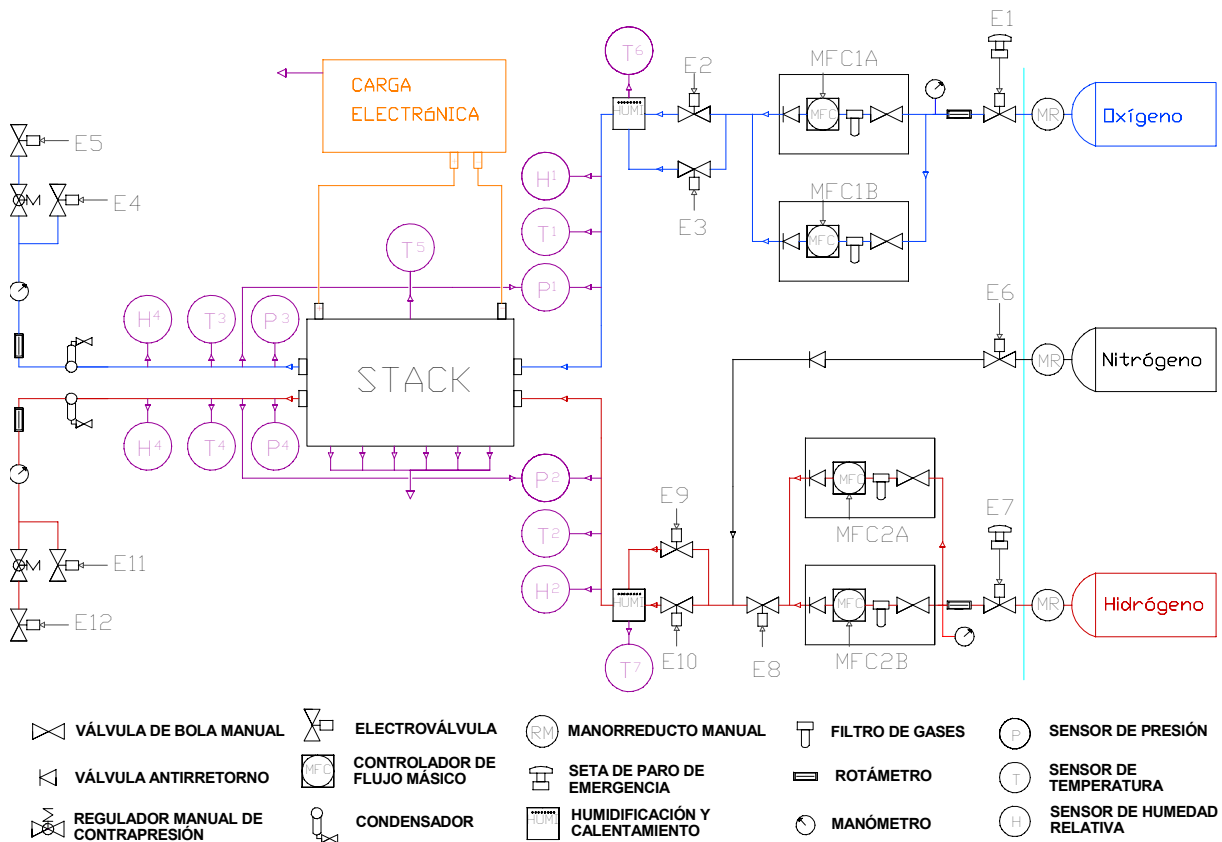 E1
T6
E2
MFC1A
CARGA
ELECTRóNICA
HUMI
MFC
MR
Oxígeno
E5
H1
E3
MFC1B
E4
T1
MFC
T5
P1
E6
H4
T3
P3
STACK
MR
Nitrógeno
H4
T4
P4
P2
E9
MFC
E7
MFC2A
T2
E11
H2
HUMI
MFC
MR
Hidrógeno
E12
T7
E10
E8
MFC2B
VÁLVULA DE BOLA MANUAL
ELECTROVÁLVULA
RM
MANORREDUCTO MANUAL
FILTRO DE GASES
P
SENSOR DE PRESIÓN
VÁLVULA ANTIRRETORNO
MFC
CONTROLADOR DE
FLUJO MÁSICO
SETA DE PARO DE
EMERGENCIA
ROTÁMETRO
T
SENSOR DE
TEMPERATURA
REGULADOR MANUAL DE
CONTRAPRESIÓN
CONDENSADOR
HUMI
HUMIDIFICACIÓN Y
CALENTAMIENTO
MANÓMETRO
H
SENSOR DE HUMEDAD
RELATIVA